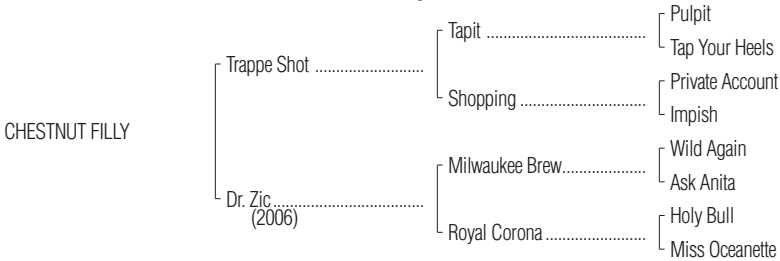 CHESTNUT FILLY
Trappe Shot ........................
Dr. Zic.................................
(2006)
Tapit ...................................
Shopping ............................
Milwaukee Brew..................
Royal Corona ......................
Pulpit
Tap Your Heels
Private Account
Impish
Wild Again
Ask Anita
Holy Bull
Miss Oceanette